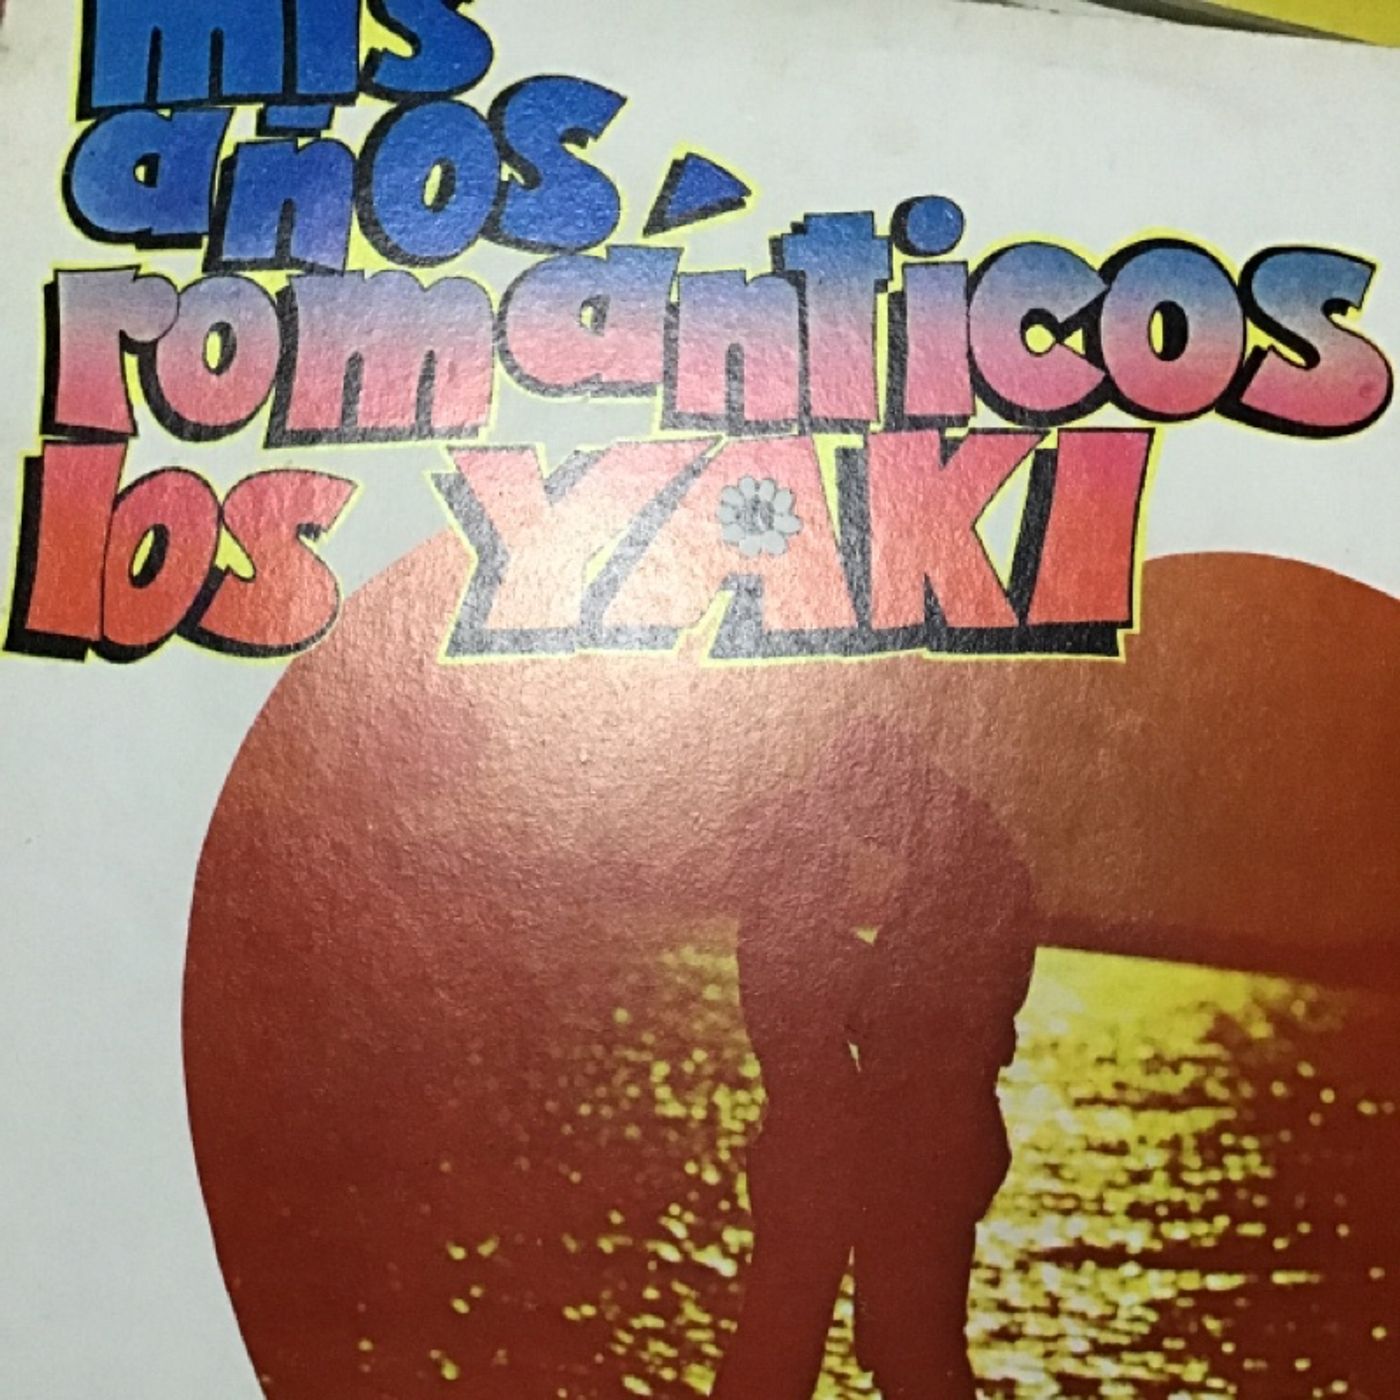 mis
años
románticos
los YAKI